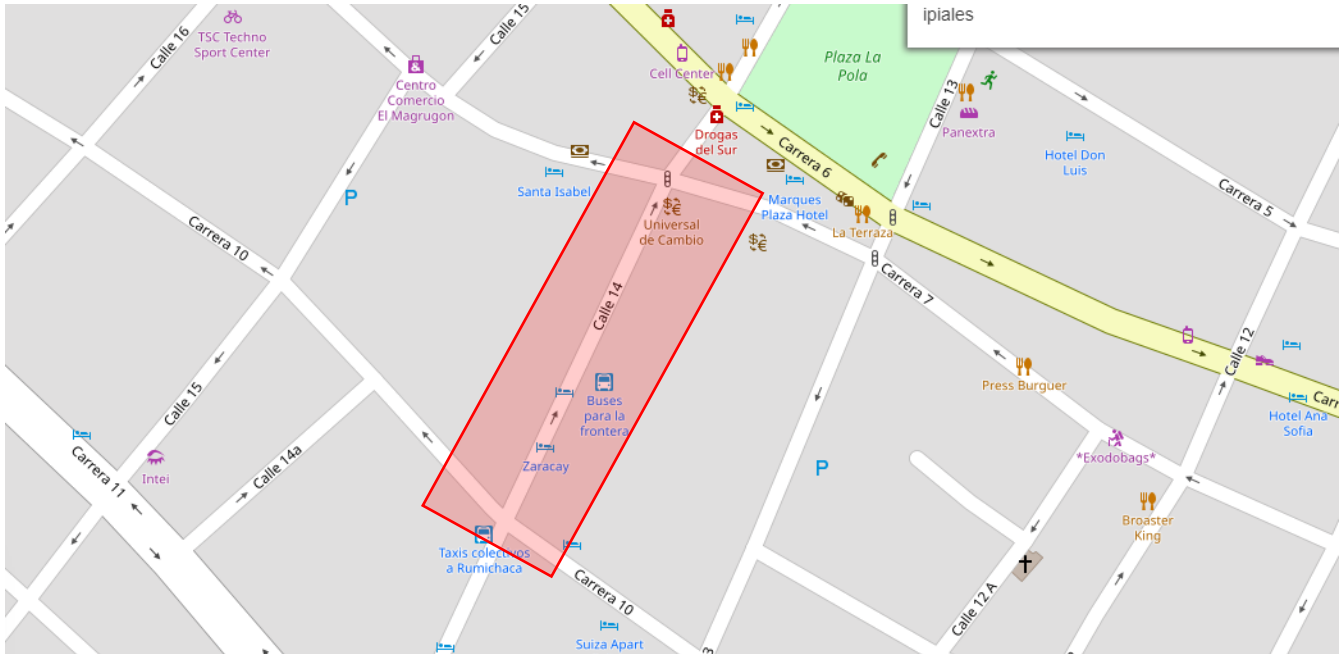 ipiales
Calle 15
Calle 16
TSC Techno
Sport Center
Cell Center
Plaza La
Pola
Centro
Comercio
El Magrugon
Drogas
del Sur
Calle 13
Panextra
Carrera 6
Hotel Don
Luis
Santa Isabel
Marques
Plaza Hotel
Carrera 5
P
Universal
de Cambio
La Terraza
Carrera 10
Carrera 7
Calle 14
Calle 12
Press Burguer
Calle 15
Buses
para la
frontera
Carr
Hotel Ana
Sofia
*Exodobags*
Zaracay
P
Calle 14a
Carrera 11
Intei
Broaster
King
Taxis colectivos
a Rumichaca
Carrera 10
Calle 12 A
Suiza Apart
3